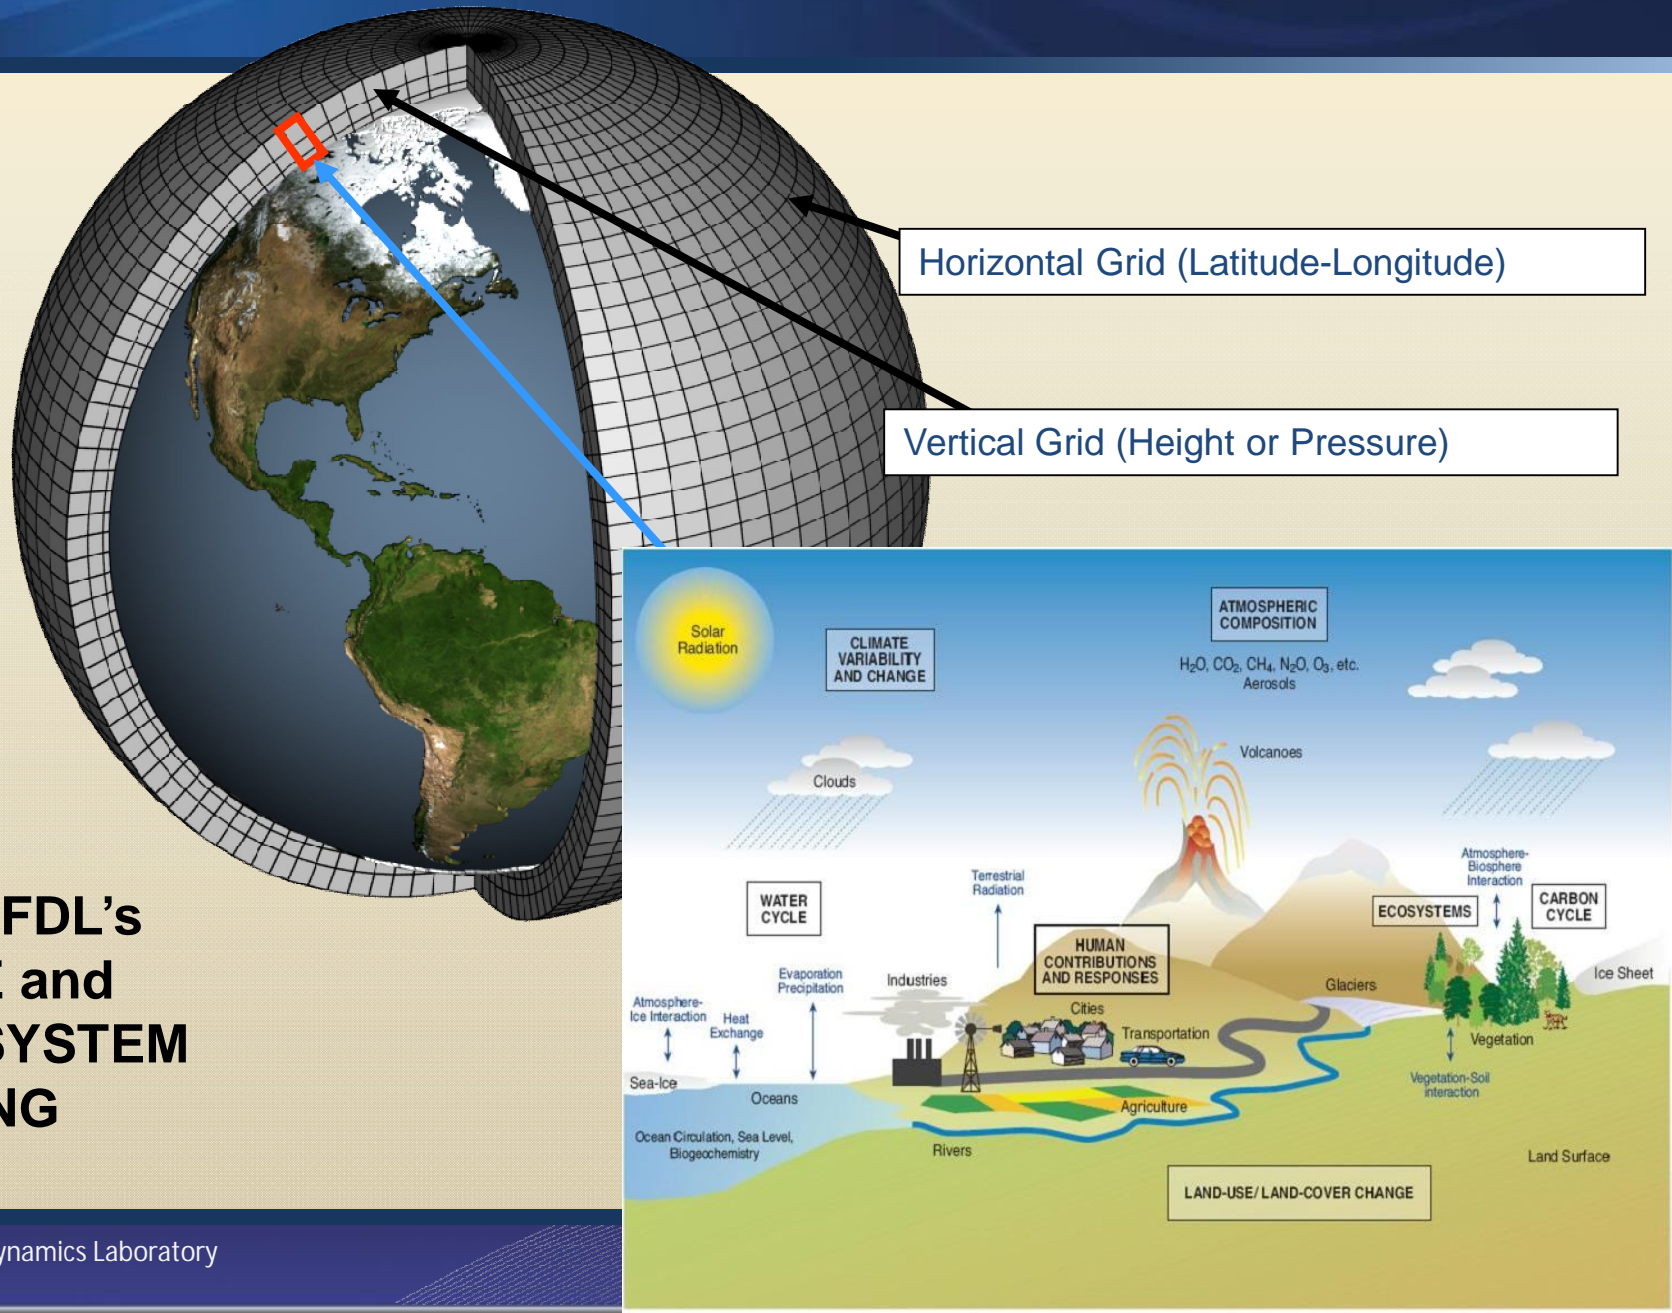 Horizontal Grid (Latitude-Longitude)
Vertical Grid (Height or Pressure)
FDL’s
and
SYSTEM
NG
Solar
Radiation
CLIMATE
VARIABILITY
AND CHANGE
ATMOSPHERIC
COMPOSITION
H₂O, CO₂, CH₄, N₂O, O₃, etc.
Aerosols
Clouds
Volcanoes
WATER
CYCLE
Terrestrial
Radiation
Atmosphere-
Biosphere
Interaction
ECOSYSTEMS
CARBON
CYCLE
HUMAN
CONTRIBUTIONS
AND RESPONSES
Evaporation
Precipitation
Industries
Glaciers
Ice Sheet
Atmosphere-
Ice Interaction
Heat
Exchange
Cities
Transportation
Vegetation
Sea-Ice
Oceans
Agriculture
Vegetation-Soil
interaction
Ocean Circulation, Sea Level,
Biogeochemistry
Rivers
Land Surface
LAND-USE/ LAND-COVER CHANGE
ynamics Laboratory